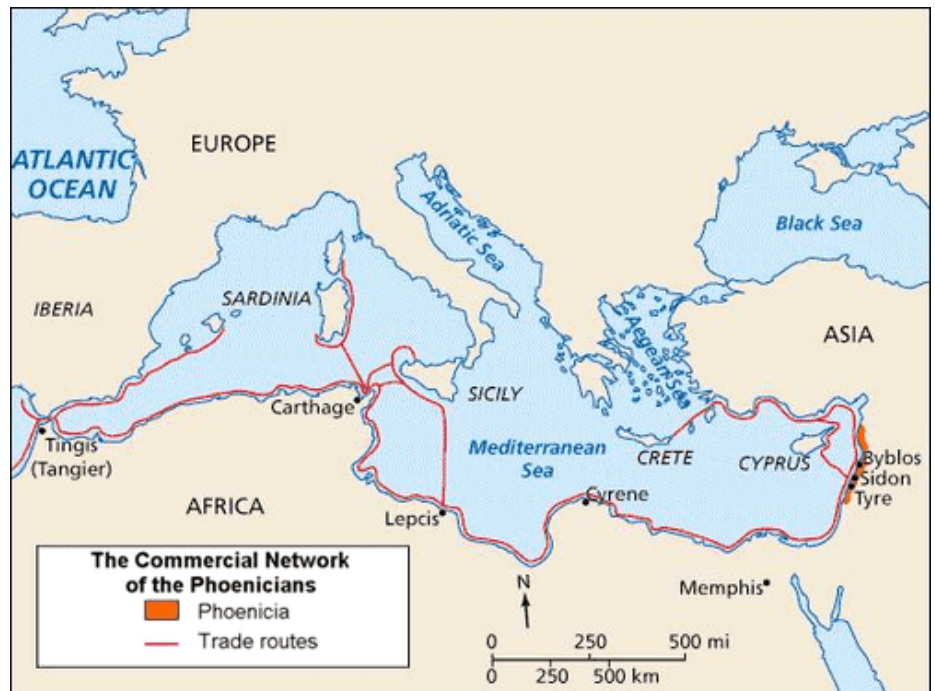 EUROPE
ATLANTIC
OCEAN
Adriatic Sea
Black Sea
IBERIA
SARDINIA
Aegean Sea
ASIA
SICILY
Carthage
Tingis
(Tangier)
Mediterranean
Sea
CRETE
CYPRUS
Byblos
Sidon
Tyre
AFRICA
Lepcis
Cyrene
Memphis
The Commercial Network
of the Phoenicians
Phoenicia
Trade routes
N
0 250 500 mi
0 250 500 km